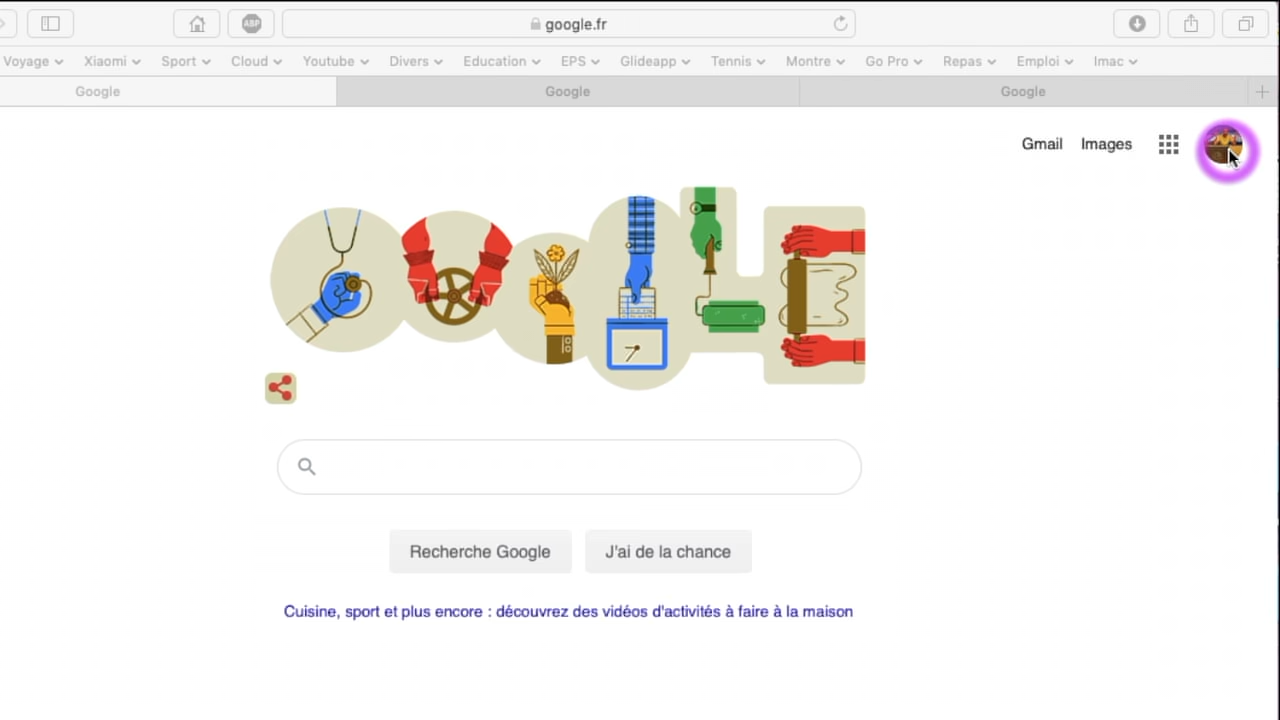 ABP
google.fr
Voyage Xiaomi Sport Cloud Youtube Divers Education EPS Glideapp Tennis Montre Go Pro Repas Emploi Imac
Google Google Google
Gmail Images
Recherche Google J'ai de la chance
Cuisine, sport et plus encore : découvrez des vidéos d'activités à faire à la maison